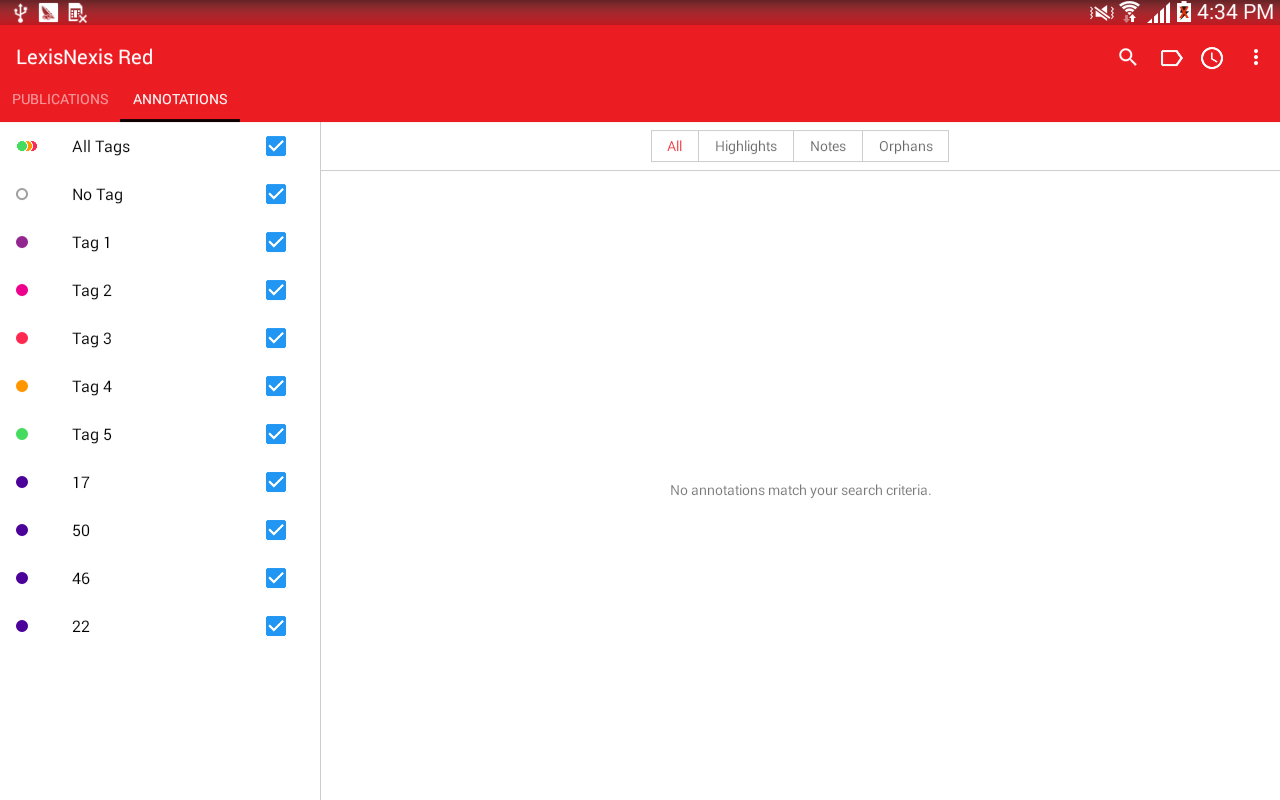 4:34 PM
LexisNexis Red
PUBLICATIONS ANNOTATIONS
All Tags
No Tag
Tag 1
Tag 2
Tag 3
Tag 4
Tag 5
17
50
46
22
All Highlights Notes Orphans
No annotations match your search criteria.